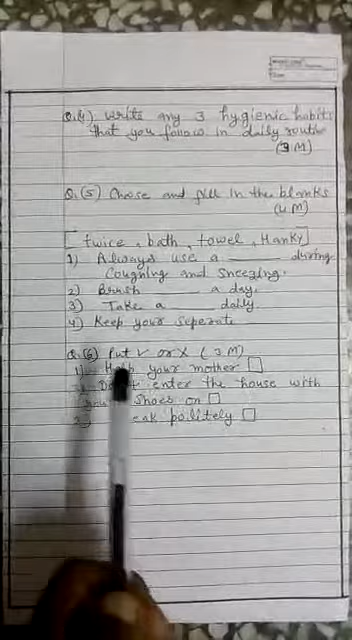 Q.(4) Write any 3 hygienic habits
that you follow in daily routine
(3 M)
Q.(5) Choose and fill in the blanks
(4 M)
[ twice, bath, towel, Hanky ]
1) Always use a ______ during
Coughing and Sneezing.
2) Brush ______ a day.
3) Take a ______ daily
4) Keep your seperate ______
Q.(6) Put ✓ or X (3 M)
1) Help your mother □
2) Don't enter the house with
your shoes on □
3) politely □